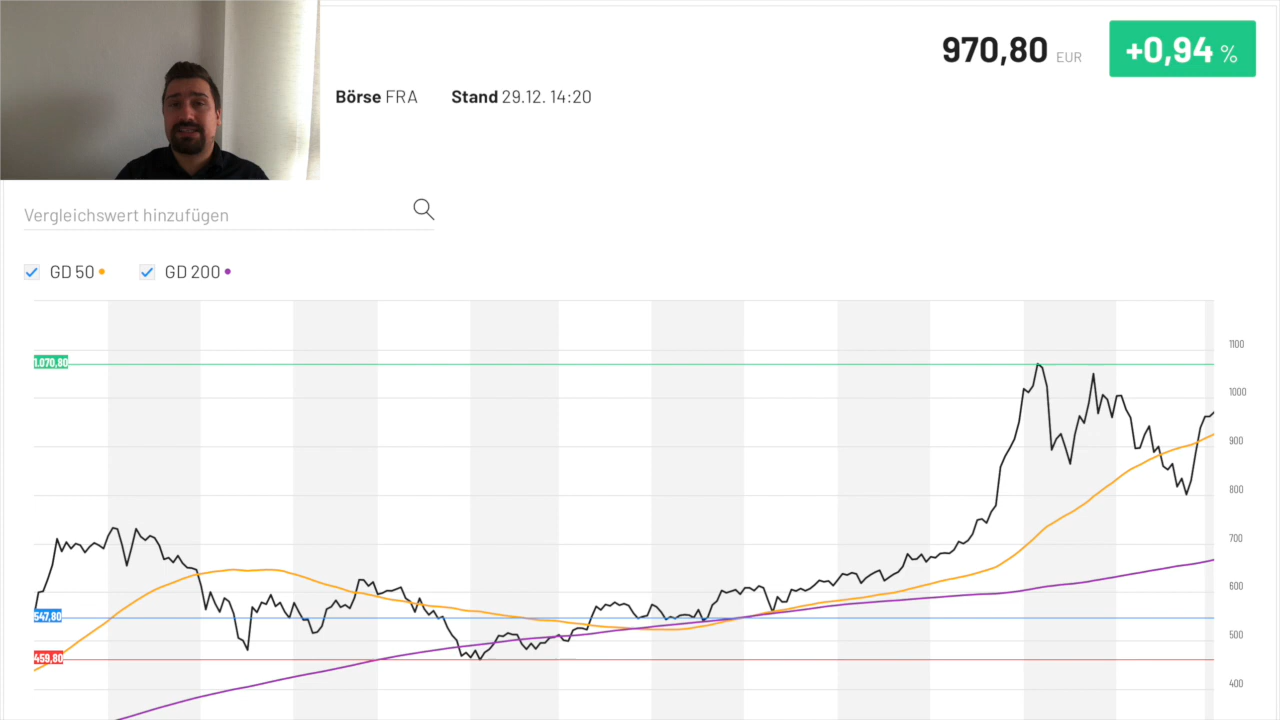 970,80 EUR +0,94 %
Börse FRA Stand 29.12. 14:20
Vergleichswert hinzufügen
GD 50 GD 200
1100
1.070,80
1000
900
800
700
600
547,80
500
459,80
400